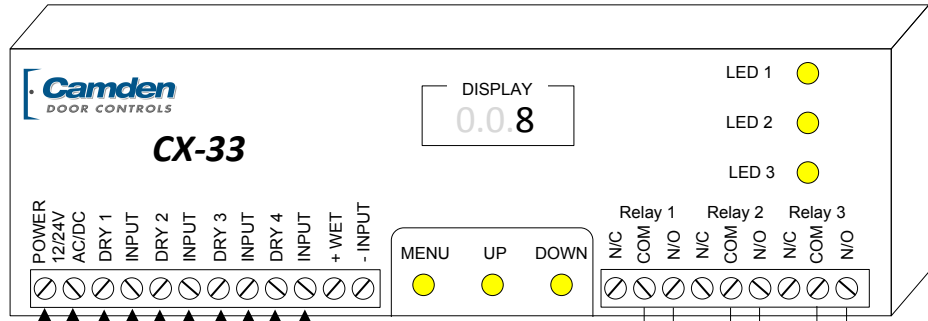 Camden
DOOR CONTROLS
CX-33
DISPLAY
0.0.8
LED 1
LED 2
LED 3
POWER
12/24V
AC/DC
DRY 1
INPUT
DRY 2
INPUT
DRY 3
INPUT
DRY 4
INPUT
+ WET
- INPUT
MENU
UP
DOWN
Relay 1
Relay 2
Relay 3
N/C
COM
N/O
N/C
COM
N/O
N/C
COM
N/O